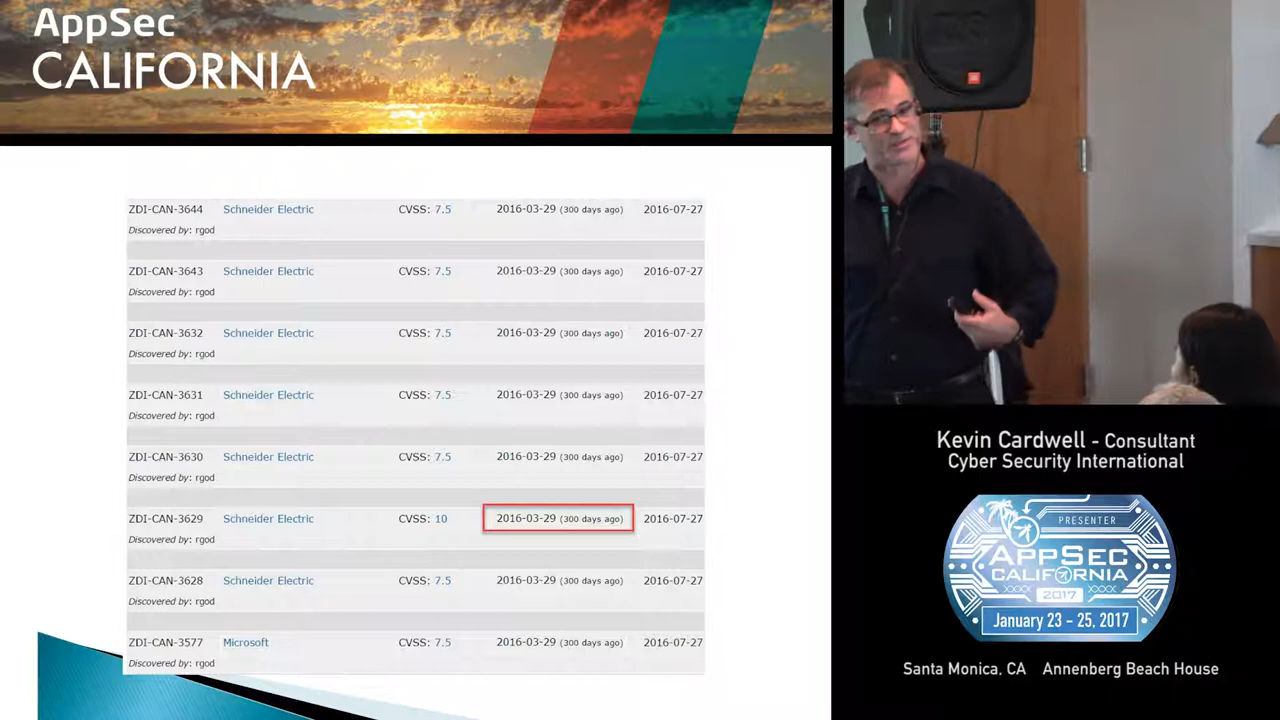 AppSec
CALIFORNIA
ZDI-CAN-3644 Schneider Electric CVSS: 7.5 2016-03-29 (300 days ago) 2016-07-27
Discovered by: rgod
ZDI-CAN-3643 Schneider Electric CVSS: 7.5 2016-03-29 (300 days ago) 2016-07-27
Discovered by: rgod
ZDI-CAN-3632 Schneider Electric CVSS: 7.5 2016-03-29 (300 days ago) 2016-07-27
Discovered by: rgod
ZDI-CAN-3631 Schneider Electric CVSS: 7.5 2016-03-29 (300 days ago) 2016-07-27
Discovered by: rgod
ZDI-CAN-3630 Schneider Electric CVSS: 7.5 2016-03-29 (300 days ago) 2016-07-27
Discovered by: rgod
ZDI-CAN-3629 Schneider Electric CVSS: 10 2016-03-29 (300 days ago) 2016-07-27
Discovered by: rgod
ZDI-CAN-3628 Schneider Electric CVSS: 7.5 2016-03-29 (300 days ago) 2016-07-27
Discovered by: rgod
ZDI-CAN-3577 Microsoft CVSS: 7.5 2016-03-29 (300 days ago) 2016-07-27
Discovered by: rgod
Kevin Cardwell - Consultant
Cyber Security International
PRESENTER
APPSEC
CALIFORNIA
2017
January 23 - 25, 2017
Santa Monica, CA Annenberg Beach House